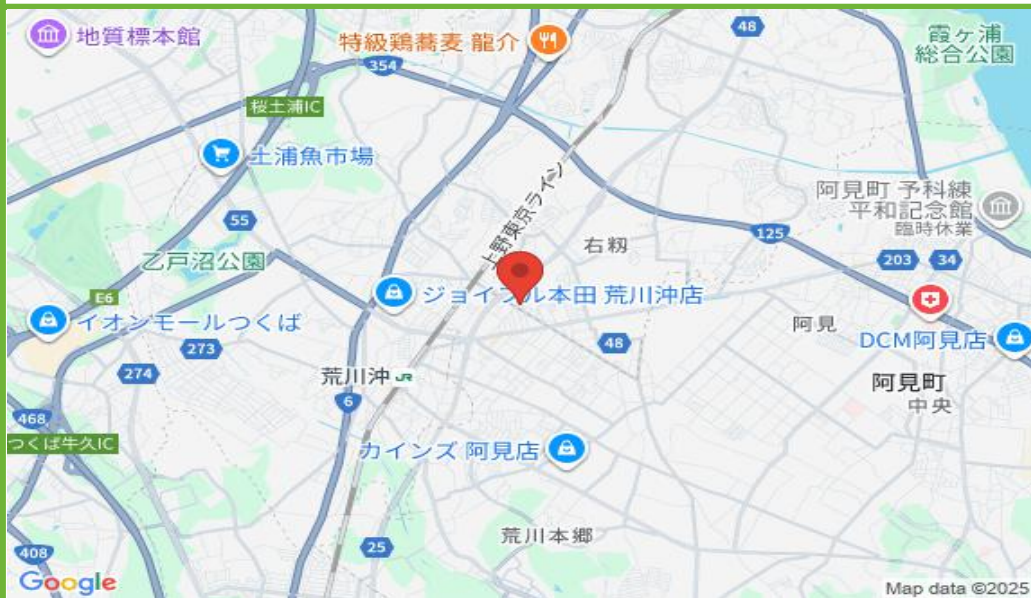 地質標本館
特級鶏蕎麦 龍介
48
霞ヶ浦
総合公園
354
桜土浦IC
土浦魚市場
上野東京ライン
阿見町 予科練
平和記念館
臨時休業
55
125
右籾
乙戸沼公園
203
34
E6
ジョイフル本田 荒川沖店
イオンモールつくば
阿見
DCM阿見店
273
48
274
荒川沖
JR
阿見町
中央
6
468
つくば牛久IC
カインズ 阿見店
荒川本郷
25
408
Google
Map data ©2025